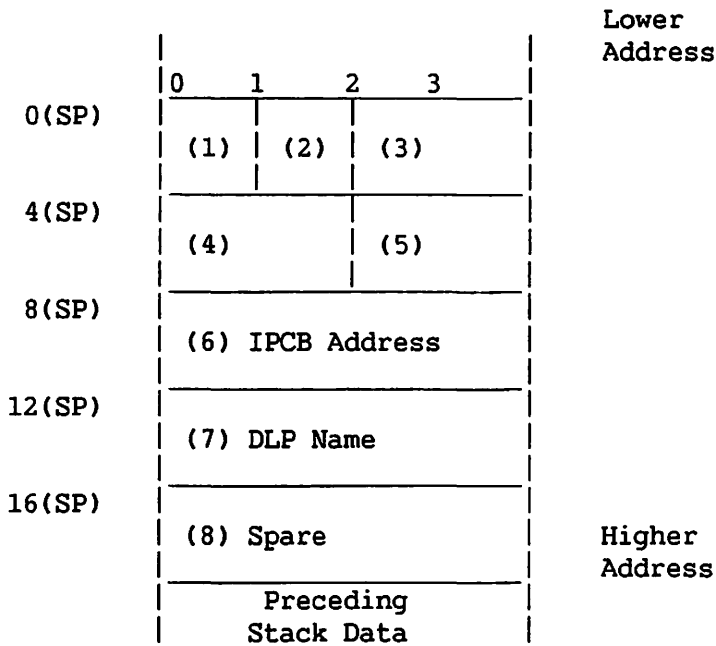 Lower
Address
0 1 2 3
0(SP)
(1) (2) (3)
4(SP)
(4) (5)
8(SP)
(6) IPCB Address
12(SP)
(7) DLP Name
16(SP)
(8) Spare
Higher
Address
Preceding
Stack Data